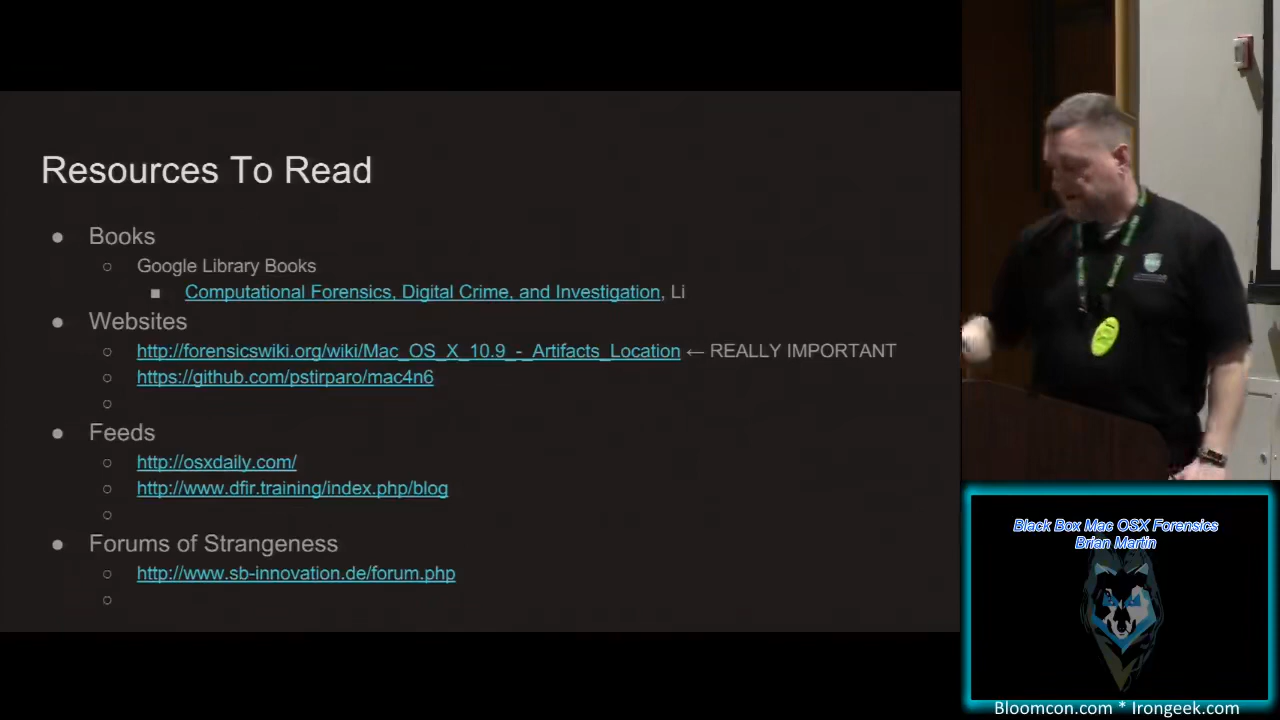 Resources To Read
● Books
○ Google Library Books
■ Computational Forensics, Digital Crime, and Investigation, Li
● Websites
○ http://forensicswiki.org/wiki/Mac_OS_X_10.9_-_Artifacts_Location ← REALLY IMPORTANT
○ https://github.com/pstirparo/mac4n6
○
● Feeds
○ http://osxdaily.com/
○ http://www.dfir.training/index.php/blog
○
● Forums of Strangeness
○ http://www.sb-innovation.de/forum.php
○
Black Box Mac OSX Forensics
Brian Martin
Bloomcon.com * Irongeek.com